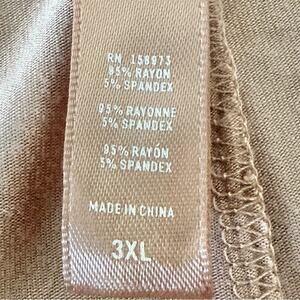 RN 158973
95% RAYON
5% SPANDEX
95% RAYONNE
5% SPANDEX
95% RAYÓN
5% SPANDEX
MADE IN CHINA
3XL